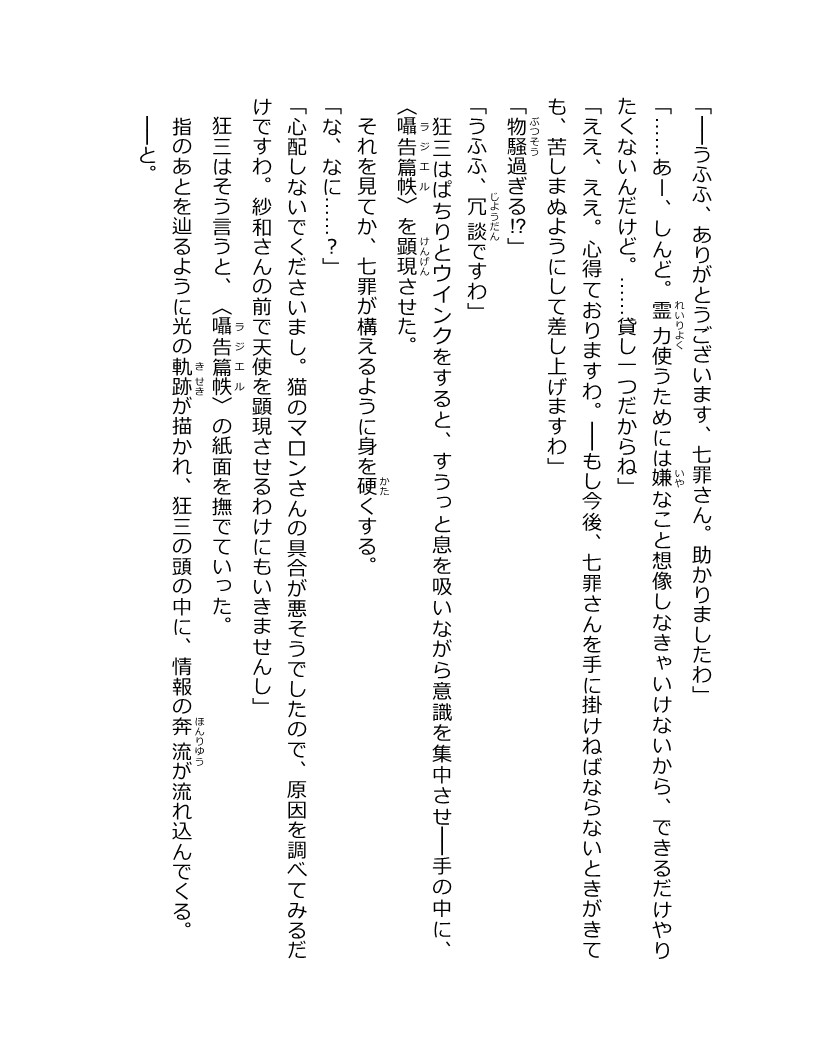 「――うふふ、ありがとうございます、七罪さん。助かりましたわ」
「……あー、しんど。霊力使うためには嫌なこと想像しなきゃいけないから、できるだけやり
たくないんだけど。……貸し一つだからね」
「ええ、ええ。心得ておりますわ。――もし今後、七罪さんを手に掛けねばならないときがきて
も、苦しまぬようにして差し上げますわ」
「物騒過ぎる!?」
「うふふ、冗談ですわ」
　狂三はぱちりとウインクをすると、すうっと息を吸いながら意識を集中させ――手の中に、
〈囁告篇帙〉を顕現させた。
　それを見てか、七罪が構えるように身を硬くする。
「な、なに……？」
「心配しないでくださいまし。猫のマロンさんの具合が悪そうでしたので、原因を調べてみるだ
けですわ。紗和さんの前で天使を顕現させるわけにもいきませんし」
　狂三はそう言うと、〈囁告篇帙〉の紙面を撫でていった。
　指のあとを辿るように光の軌跡が描かれ、狂三の頭の中に、情報の奔流が流れ込んでくる。
　――と。